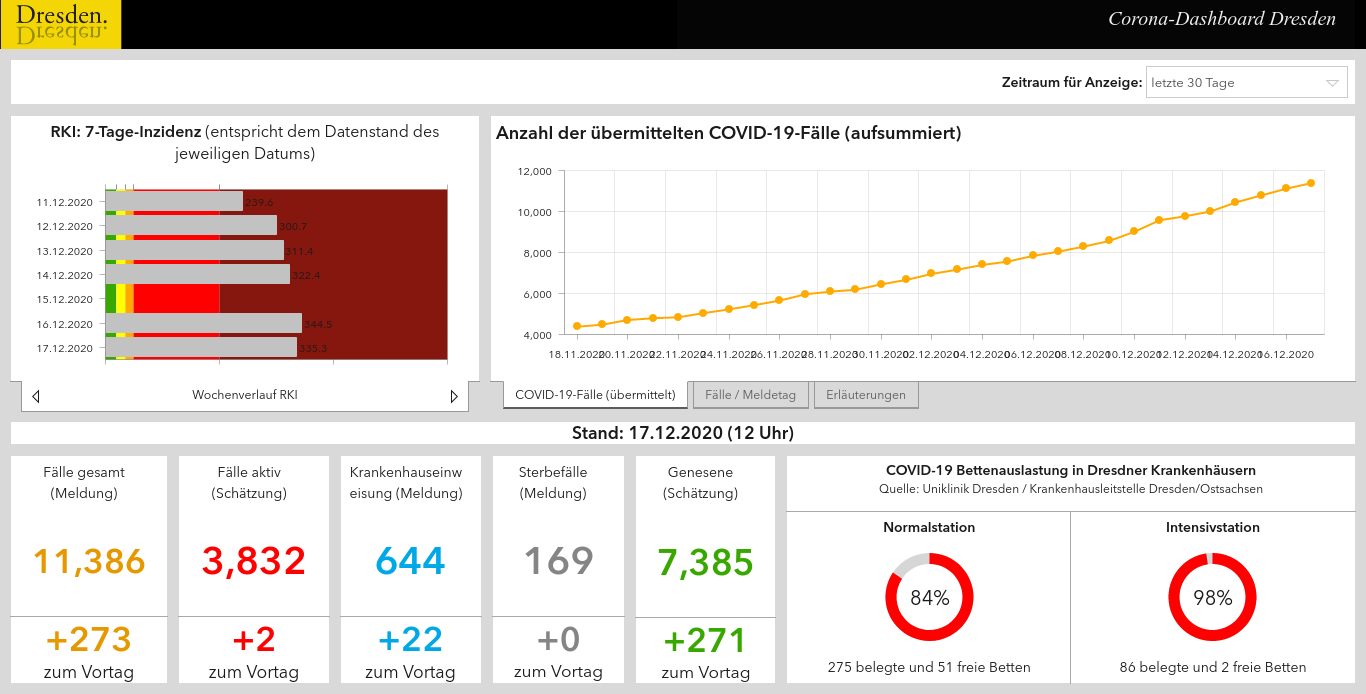 Dresden.
Dresden.
Corona-Dashboard Dresden
Zeitraum für Anzeige: letzte 30 Tage
RKI: 7-Tage-Inzidenz (entspricht dem Datenstand des
jeweiligen Datums)
11.12.2020 239.6
12.12.2020 300.7
13.12.2020 311.4
14.12.2020 322.4
15.12.2020
16.12.2020 344.5
17.12.2020 335.3
Wochenverlauf RKI
Anzahl der übermittelten COVID-19-Fälle (aufsummiert)
12,000
10,000
8,000
6,000
4,000
18.11.2020 20.11.2020 22.11.2020 24.11.2020 26.11.2020 28.11.2020 30.11.2020 02.12.2020 04.12.2020 06.12.2020 08.12.2020 10.12.2020 12.12.2020 14.12.2020 16.12.2020
COVID-19-Fälle (übermittelt) Fälle / Meldetag Erläuterungen
Stand: 17.12.2020 (12 Uhr)
Fälle gesamt
(Meldung)
11,386
+273
zum Vortag
Fälle aktiv
(Schätzung)
3,832
+2
zum Vortag
Krankenhauseinw
eisung (Meldung)
644
+22
zum Vortag
Sterbefälle
(Meldung)
169
+0
zum Vortag
Genesene
(Schätzung)
7,385
+271
zum Vortag
COVID-19 Bettenauslastung in Dresdner Krankenhäusern
Quelle: Uniklinik Dresden / Krankenhausleitstelle Dresden/Ostsachsen
Normalstation
84%
275 belegte und 51 freie Betten
Intensivstation
98%
86 belegte und 2 freie Betten